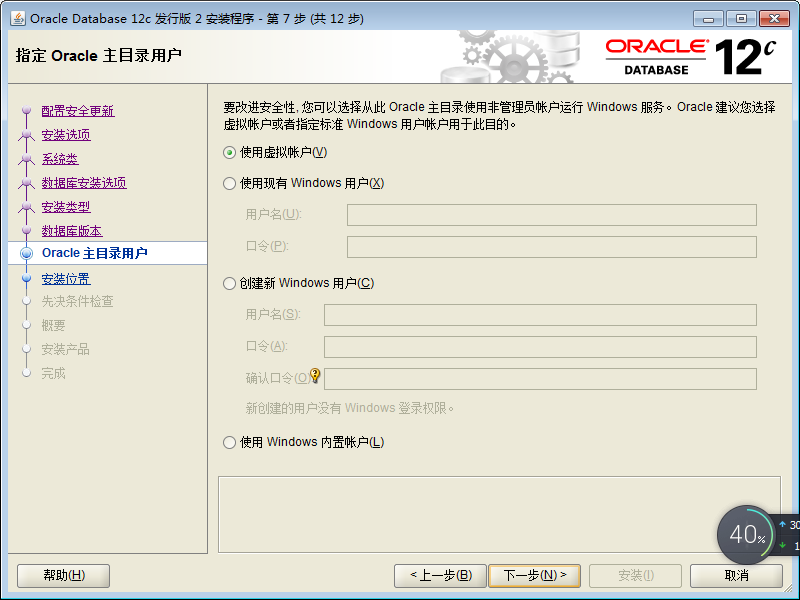 Oracle Database 12c 发行版 2 安装程序 - 第 7 步 (共 12 步)
指定 Oracle 主目录用户
ORACLE®
DATABASE
12c
配置安全更新
安装选项
系统类
数据库安装选项
安装类型
数据库版本
Oracle 主目录用户
安装位置
先决条件检查
概要
安装产品
完成
要改进安全性, 您可以选择从此 Oracle 主目录使用非管理员帐户运行 Windows 服务。Oracle 建议您选择
虚拟帐户或者指定标准 Windows 用户帐户用于此目的。
使用虚拟帐户(V)
使用现有 Windows 用户(X)
用户名(U):
口令(P):
创建新 Windows 用户(C)
用户名(S):
口令(A):
确认口令(O)
新创建的用户没有 Windows 登录权限。
使用 Windows 内置帐户(L)
40%
帮助(H)
< 上一步(B)
下一步(N) >
安装(I)
取消